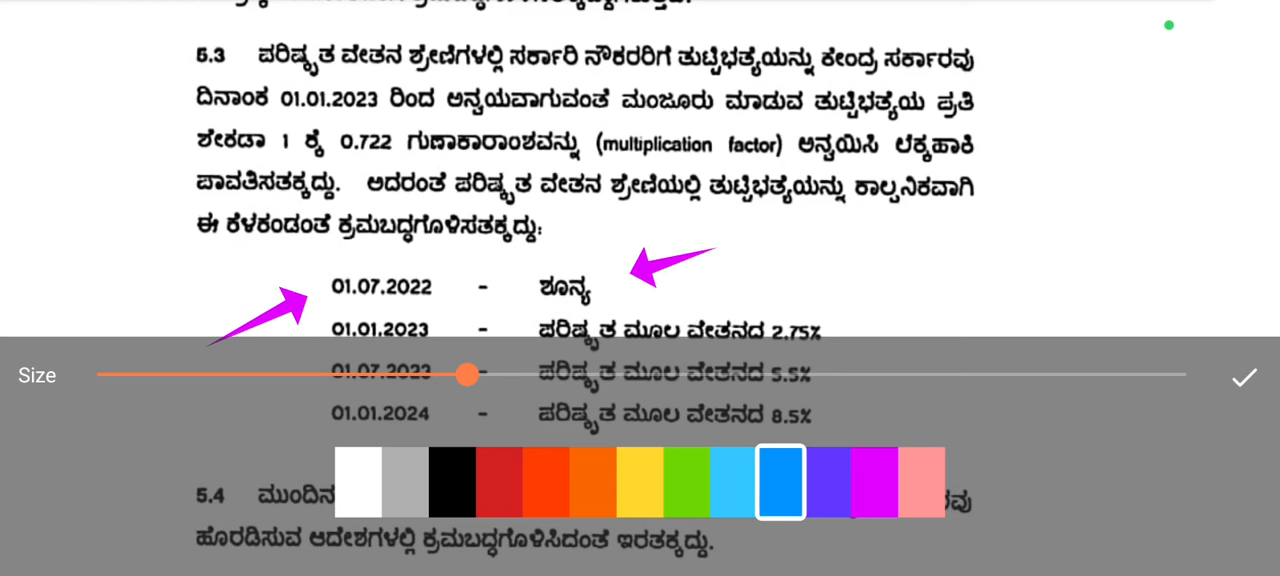 5.3 ಪರಿಷ್ಕೃತ ವೇತನ ಶ್ರೇಣಿಗಳಲ್ಲಿ ಸರ್ಕಾರಿ ನೌಕರರಿಗೆ ತುಟ್ಟಿಭತ್ಯೆಯನ್ನು ಕೇಂದ್ರ ಸರ್ಕಾರವು
ದಿನಾಂಕ 01.01.2023 ರಿಂದ ಅನ್ವಯವಾಗುವಂತೆ ಮಂಜೂರು ಮಾಡುವ ತುಟ್ಟಿಭತ್ಯೆಯ ಪ್ರತಿ
ಶೇಕಡಾ 1 ಕ್ಕೆ 0.722 ಗುಣಾಕಾರಾಂಶವನ್ನು (multiplication factor) ಅನ್ವಯಿಸಿ ಲೆಕ್ಕಹಾಕಿ
ಪಾವತಿಸತಕ್ಕದ್ದು. ಅದರಂತೆ ಪರಿಷ್ಕೃತ ವೇತನ ಶ್ರೇಣಿಯಲ್ಲಿ ತುಟ್ಟಿಭತ್ಯೆಯನ್ನು ಕಾಲ್ಪನಿಕವಾಗಿ
ಈ ಕೆಳಕಂಡಂತೆ ಕ್ರಮಬದ್ಧಗೊಳಿಸತಕ್ಕದ್ದು:
01.07.2022 - ಶೂನ್ಯ
01.01.2023 - ಪರಿಷ್ಕೃತ ಮೂಲ ವೇತನದ 2.75%
Size
01.07.2023 - ಪರಿಷ್ಕೃತ ಮೂಲ ವೇತನದ 5.5%
01.01.2024 - ಪರಿಷ್ಕೃತ ಮೂಲ ವೇತನದ 8.5%
5.4
ಹೊರಡಿಸುವ ಆದೇಶಗಳಲ್ಲಿ ಕ್ರಮಬದ್ಧಗೊಳಿಸಿದಂತೆ ಇರತಕ್ಕದ್ದು.